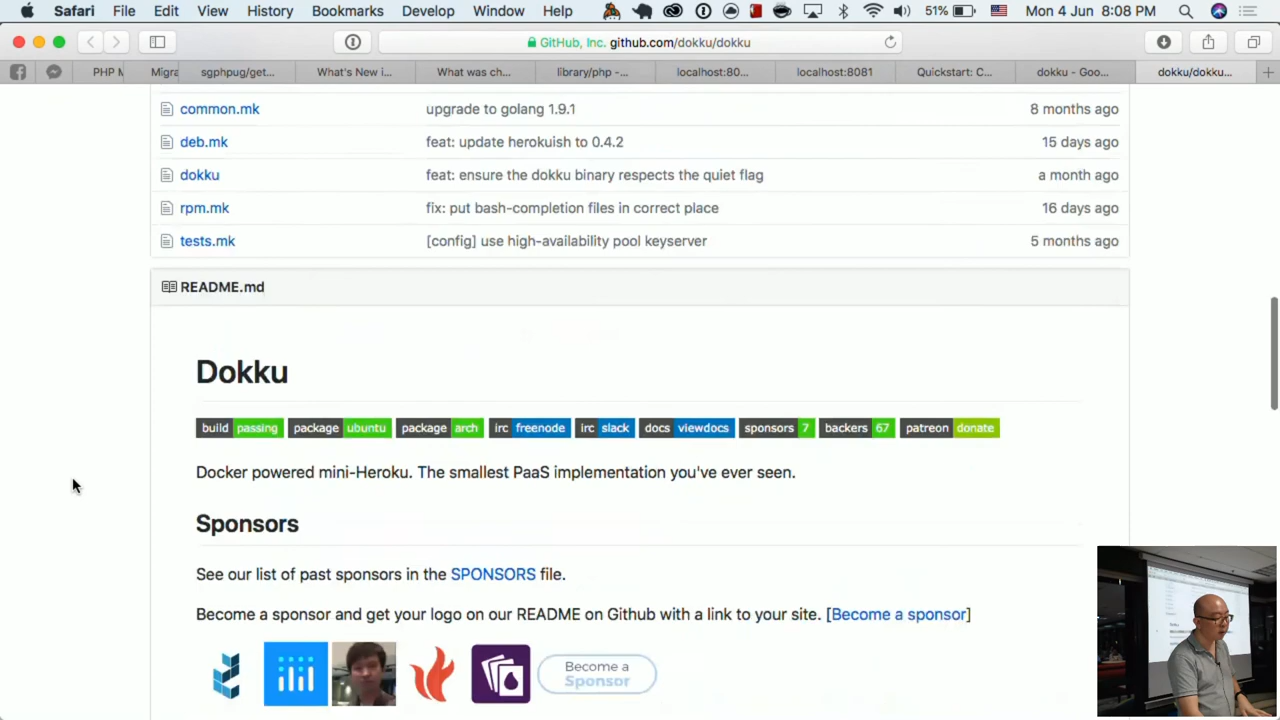 Safari File Edit View History Bookmarks Develop Window Help 51% Mon 4 Jun 8:08 PM
GitHub, Inc. github.com/dokku/dokku
PHP M Migra sgphpug/get... What's New i... What was ch... library/php -... localhost:80... localhost:8081 Quickstart: C... dokku - Goo... dokku/dokku...
common.mk upgrade to golang 1.9.1 8 months ago
deb.mk feat: update herokuish to 0.4.2 15 days ago
dokku feat: ensure the dokku binary respects the quiet flag a month ago
rpm.mk fix: put bash-completion files in correct place 16 days ago
tests.mk [config] use high-availability pool keyserver 5 months ago
README.md
Dokku
build passing package ubuntu package arch irc freenode irc slack docs viewdocs sponsors 7 backers 67 patreon donate
Docker powered mini-Heroku. The smallest PaaS implementation you've ever seen.
Sponsors
See our list of past sponsors in the SPONSORS file.
Become a sponsor and get your logo on our README on Github with a link to your site. [Become a sponsor]
Become a
Sponsor